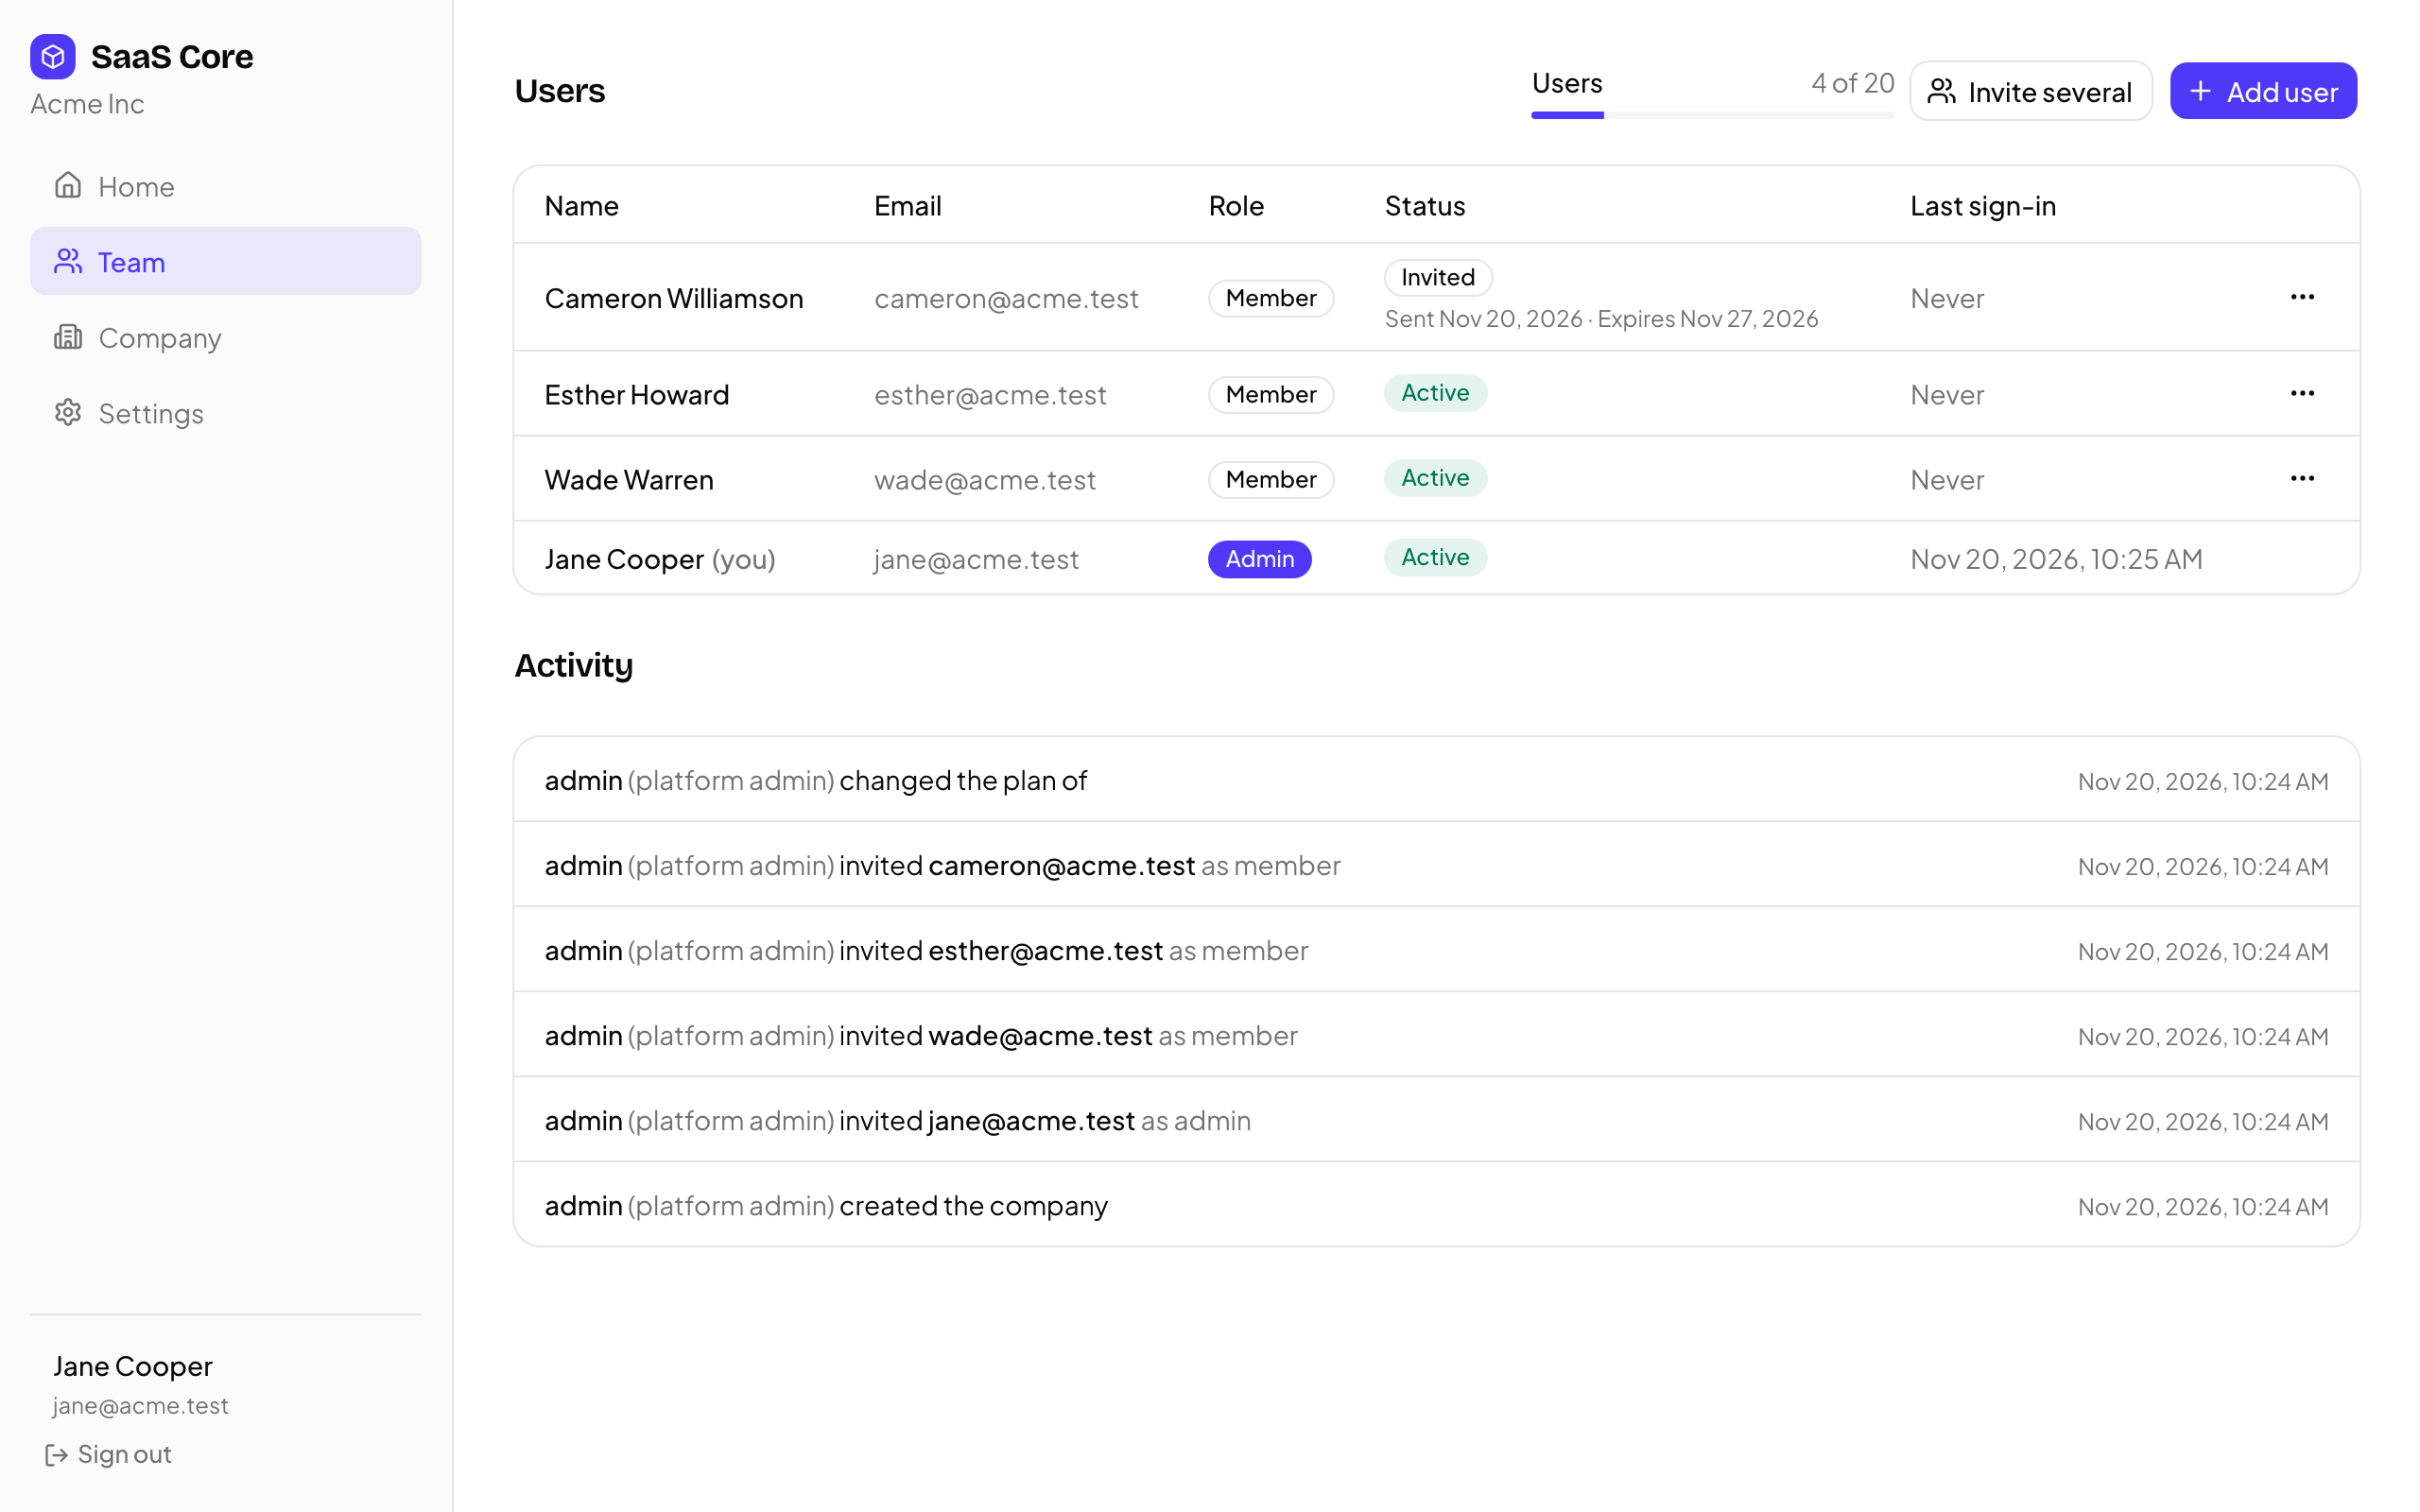 SaaS Core
Acme Inc
Home
Team
Company
Settings
Jane Cooper
jane@acme.test
Sign out
Users
Users 4 of 20
Invite several
Add user
Name Email Role Status Last sign-in
Cameron Williamson cameron@acme.test Member Invited Never
Sent Nov 20, 2026 · Expires Nov 27, 2026
Esther Howard esther@acme.test Member Active Never
Wade Warren wade@acme.test Member Active Never
Jane Cooper (you) jane@acme.test Admin Active Nov 20, 2026, 10:25 AM
Activity
admin (platform admin) changed the plan of Nov 20, 2026, 10:24 AM
admin (platform admin) invited cameron@acme.test as member Nov 20, 2026, 10:24 AM
admin (platform admin) invited esther@acme.test as member Nov 20, 2026, 10:24 AM
admin (platform admin) invited wade@acme.test as member Nov 20, 2026, 10:24 AM
admin (platform admin) invited jane@acme.test as admin Nov 20, 2026, 10:24 AM
admin (platform admin) created the company Nov 20, 2026, 10:24 AM